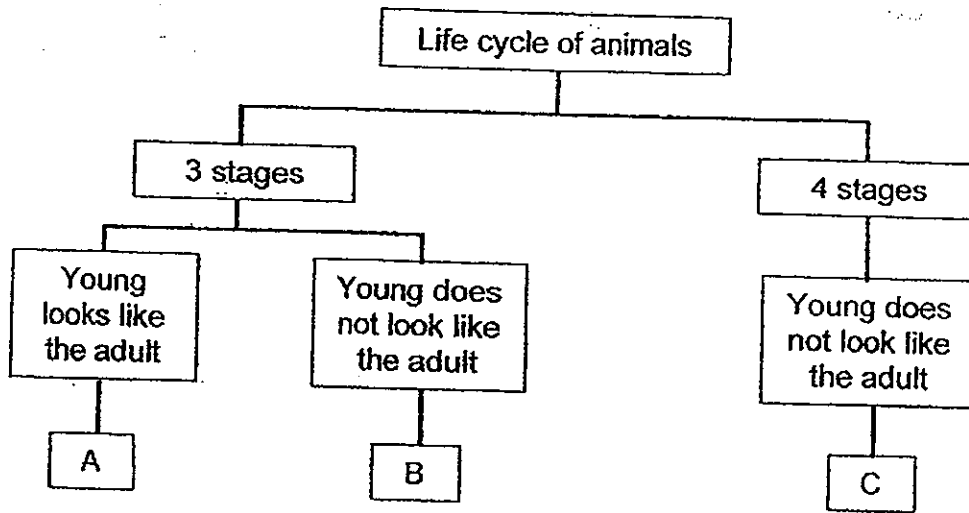 Life cycle of animals
3 stages
4 stages
Young
looks like
the adult
Young does
not look like
the adult
Young does
not look like
the adult
A
B
C